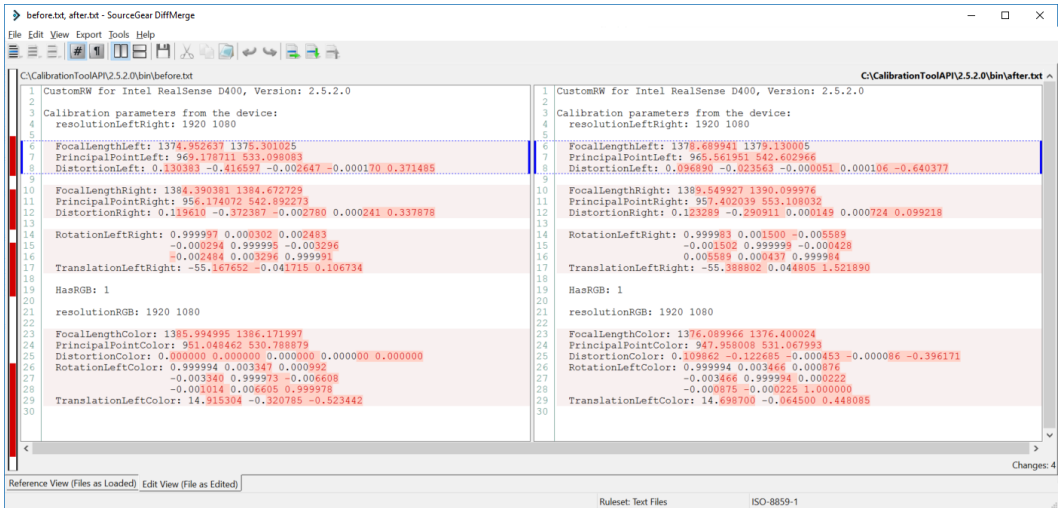 before.txt, after.txt - SourceGear DiffMerge
File Edit View Export Tools Help
C:\CalibrationToolAPI\2.5.2.0\bin\before.txt
1 CustomRW for Intel RealSense D400, Version: 2.5.2.0
2
3 Calibration parameters from the device:
4 resolutionLeftRight: 1920 1080
5
6 FocalLengthLeft: 1374.952637 1375.301025
7 PrincipalPointLeft: 969.178711 533.098083
8 DistortionLeft: 0.130383 -0.416597 -0.002647 -0.000170 0.371485
9
10 FocalLengthRight: 1384.390381 1384.672729
11 PrincipalPointRight: 956.174072 542.892273
12 DistortionRight: 0.119610 -0.372387 -0.002780 0.000241 0.337878
13
14 RotationLeftRight: 0.999997 0.000302 0.002483
15 -0.000294 0.999995 -0.003296
16 -0.002484 0.003296 0.999991
17 TranslationLeftRight: -55.167652 -0.041715 0.106734
18
19 HasRGB: 1
20
21 resolutionRGB: 1920 1080
22
23 FocalLengthColor: 1385.994995 1386.171997
24 PrincipalPointColor: 951.048462 530.788879
25 DistortionColor: 0.000000 0.000000 0.000000 0.000000 0.000000
26 RotationLeftColor: 0.999994 0.003347 0.000992
27 -0.003340 0.999973 -0.006608
28 -0.001014 0.006605 0.999978
29 TranslationLeftColor: 14.915304 -0.320785 -0.523442
30
C:\CalibrationToolAPI\2.5.2.0\bin\after.txt
1 CustomRW for Intel RealSense D400, Version: 2.5.2.0
2
3 Calibration parameters from the device:
4 resolutionLeftRight: 1920 1080
5
6 FocalLengthLeft: 1378.689941 1379.130005
7 PrincipalPointLeft: 965.561951 542.602966
8 DistortionLeft: 0.096890 -0.023563 -0.000051 0.000106 -0.640377
9
10 FocalLengthRight: 1389.549927 1390.099976
11 PrincipalPointRight: 957.402039 553.108032
12 DistortionRight: 0.123289 -0.290911 0.000149 0.000724 0.099218
13
14 RotationLeftRight: 0.999983 0.001500 -0.005589
15 -0.001502 0.999999 -0.000428
16 0.005589 0.000437 0.999984
17 TranslationLeftRight: -55.388802 0.044805 1.521890
18
19 HasRGB: 1
20
21 resolutionRGB: 1920 1080
22
23 FocalLengthColor: 1376.089966 1376.400024
24 PrincipalPointColor: 947.958008 531.067993
25 DistortionColor: 0.109862 -0.122685 -0.000453 -0.000086 -0.396171
26 RotationLeftColor: 0.999994 0.003466 0.000876
27 -0.003466 0.999994 0.000222
28 -0.000875 -0.000225 1.000000
29 TranslationLeftColor: 14.698700 -0.064500 0.448085
30
Changes: 4
Reference View (Files as Loaded) Edit View (File as Edited)
Ruleset: Text Files ISO-8859-1